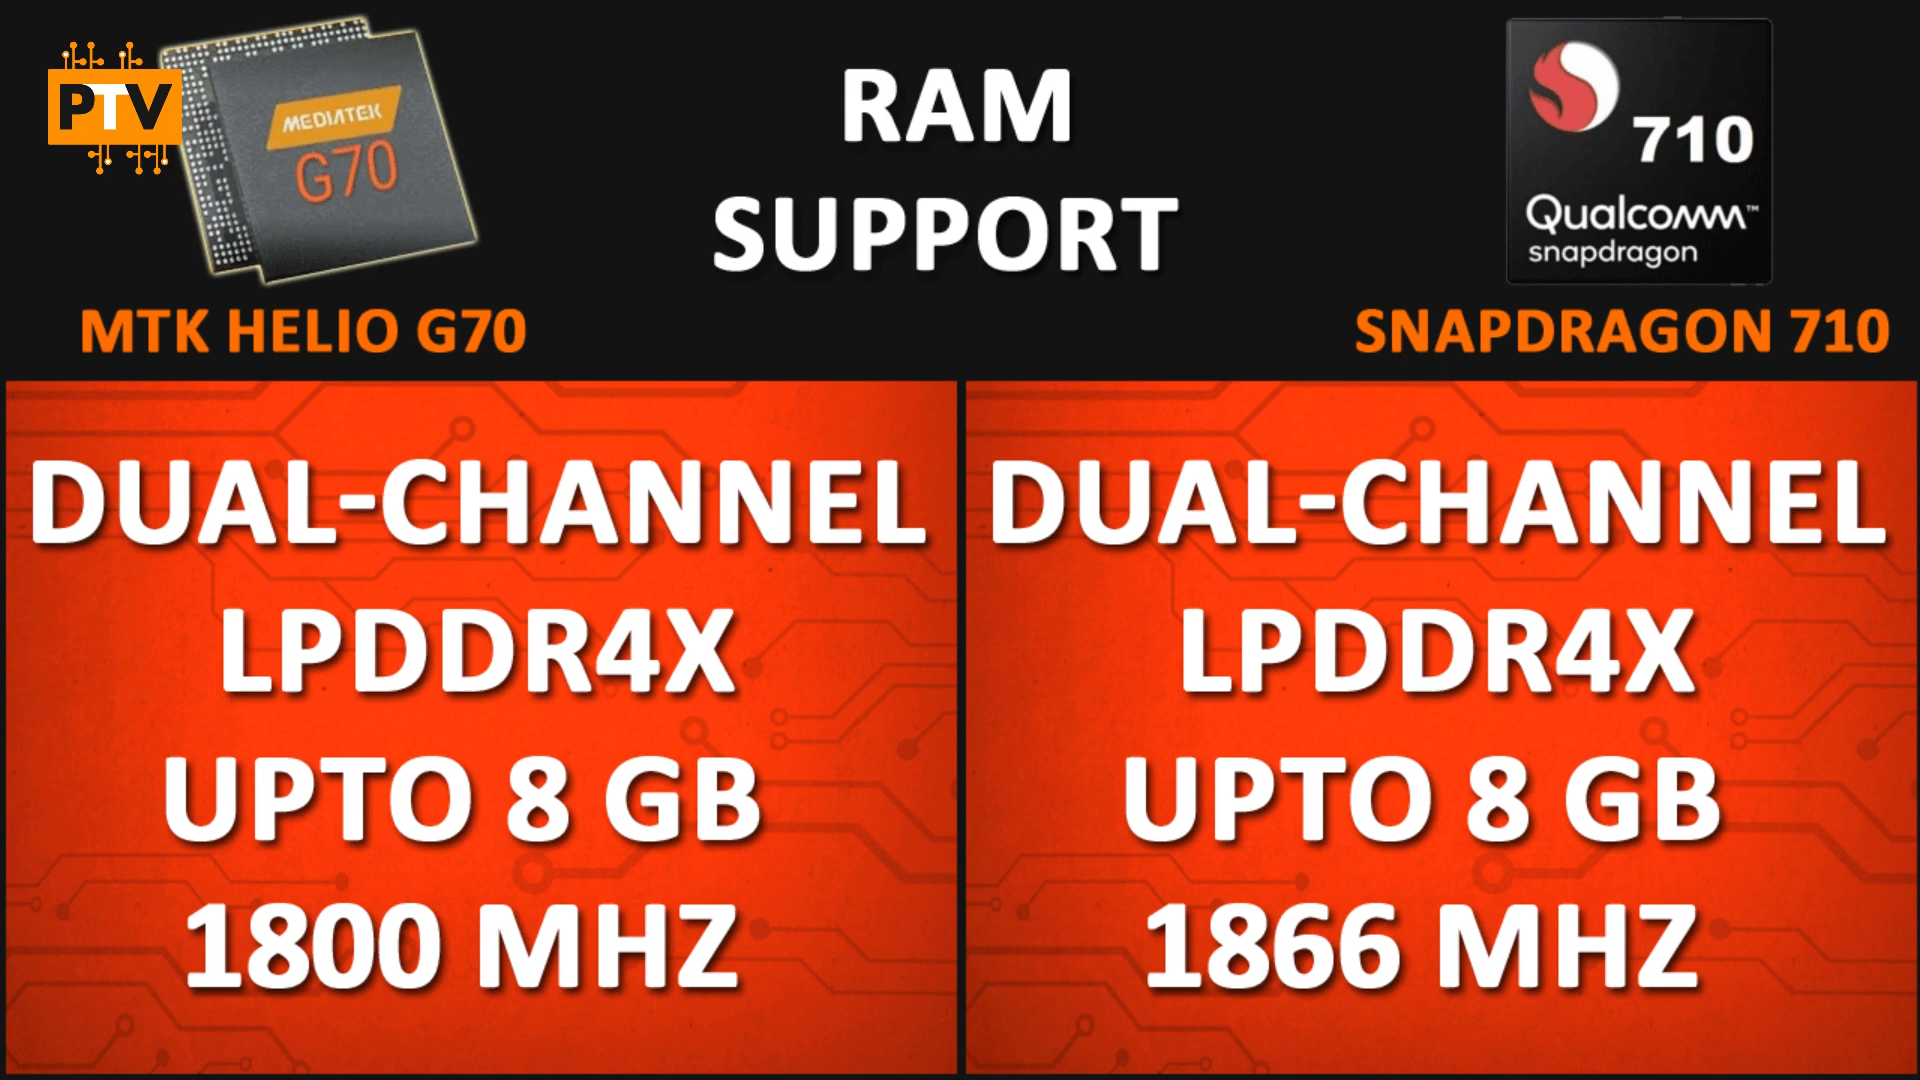 PTV
MEDIATEK
G70
RAM
SUPPORT
710
Qualcomm™
snapdragon
MTK HELIO G70
SNAPDRAGON 710
DUAL-CHANNEL
LPDDR4X
UPTO 8 GB
1800 MHZ
DUAL-CHANNEL
LPDDR4X
UPTO 8 GB
1866 MHZ